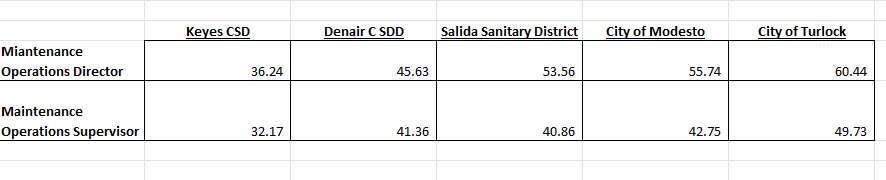 Keyes CSD Denair C SDD Salida Sanitary District City of Modesto City of Turlock
Miantenance
Operations Director 36.24 45.63 53.56 55.74 60.44
Maintenance
Operations Supervisor 32.17 41.36 40.86 42.75 49.73